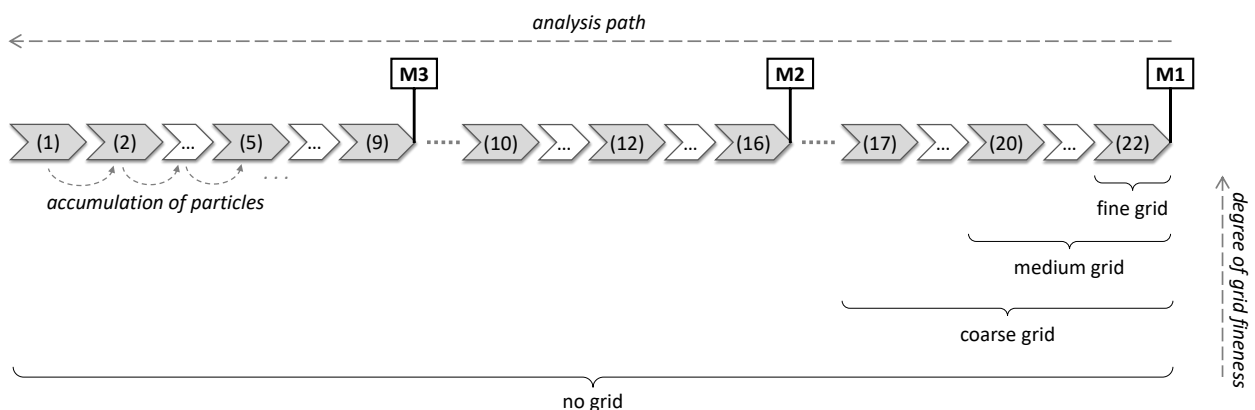 analysis path
M3 M2 M1
(1) (2) ... (5) ... (9) ...... (10) ... (12) ... (16) ...... (17) ... (20) ... (22)
. . .
accumulation of particles
fine grid
medium grid
coarse grid
no grid
degree of grid fineness